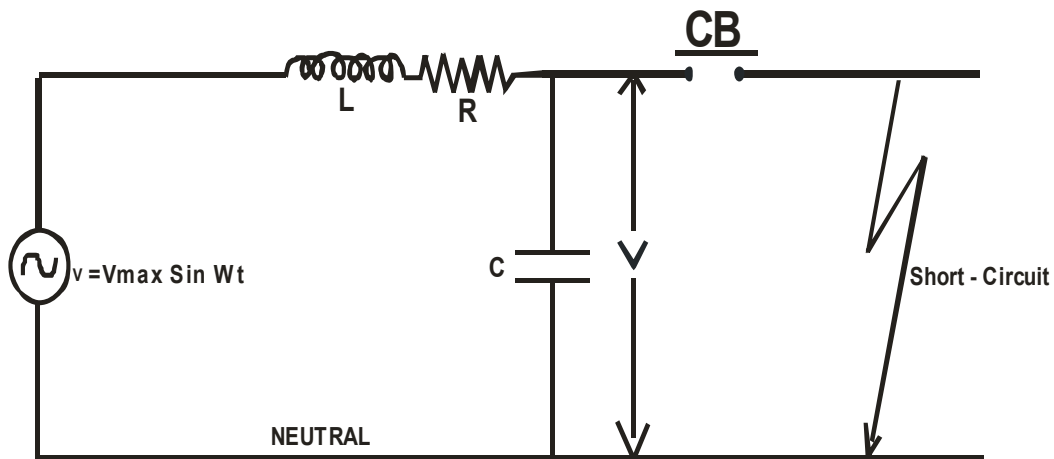 CB
L
R
v =Vmax Sin Wt
C
V
Short - Circuit
NEUTRAL